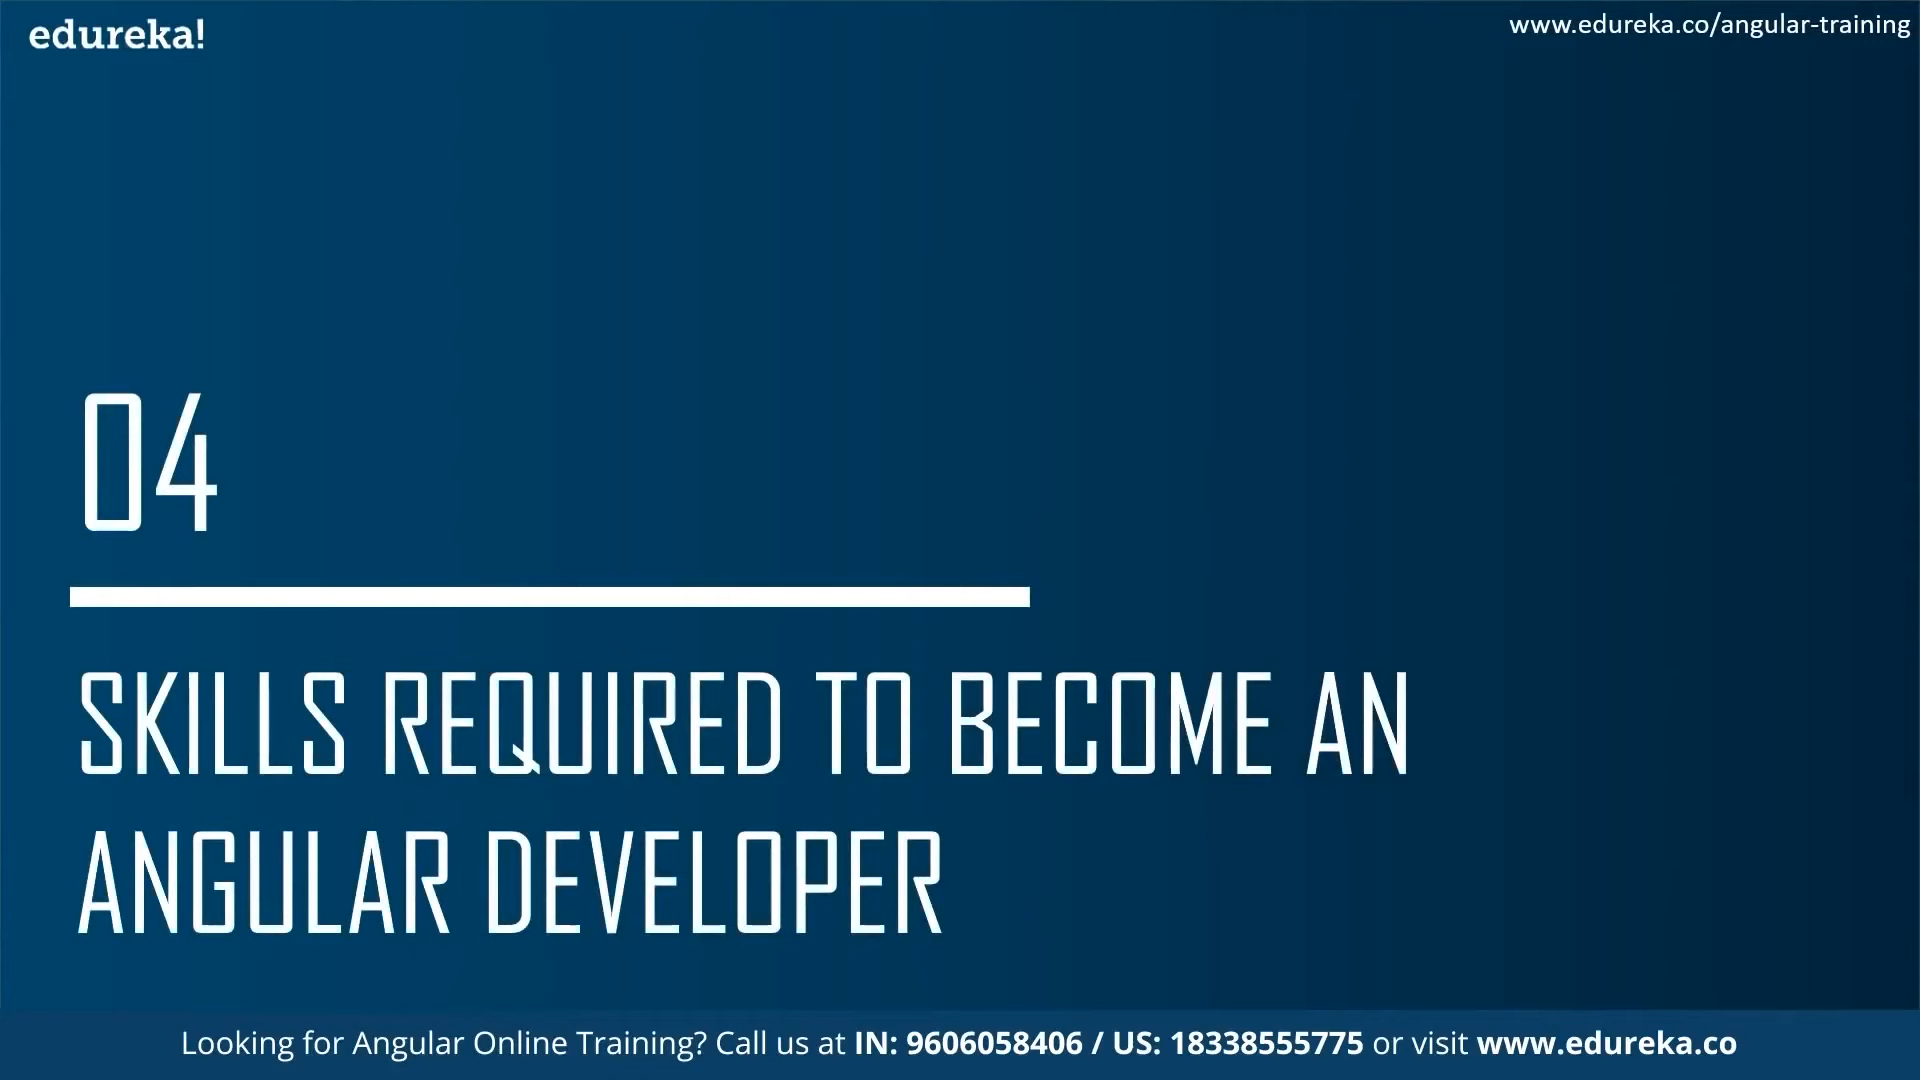 edureka!
www.edureka.co/angular-training
04
SKILLS REQUIRED TO BECOME AN
ANGULAR DEVELOPER
Looking for Angular Online Training? Call us at IN: 9606058406 / US: 18338555775 or visit www.edureka.co